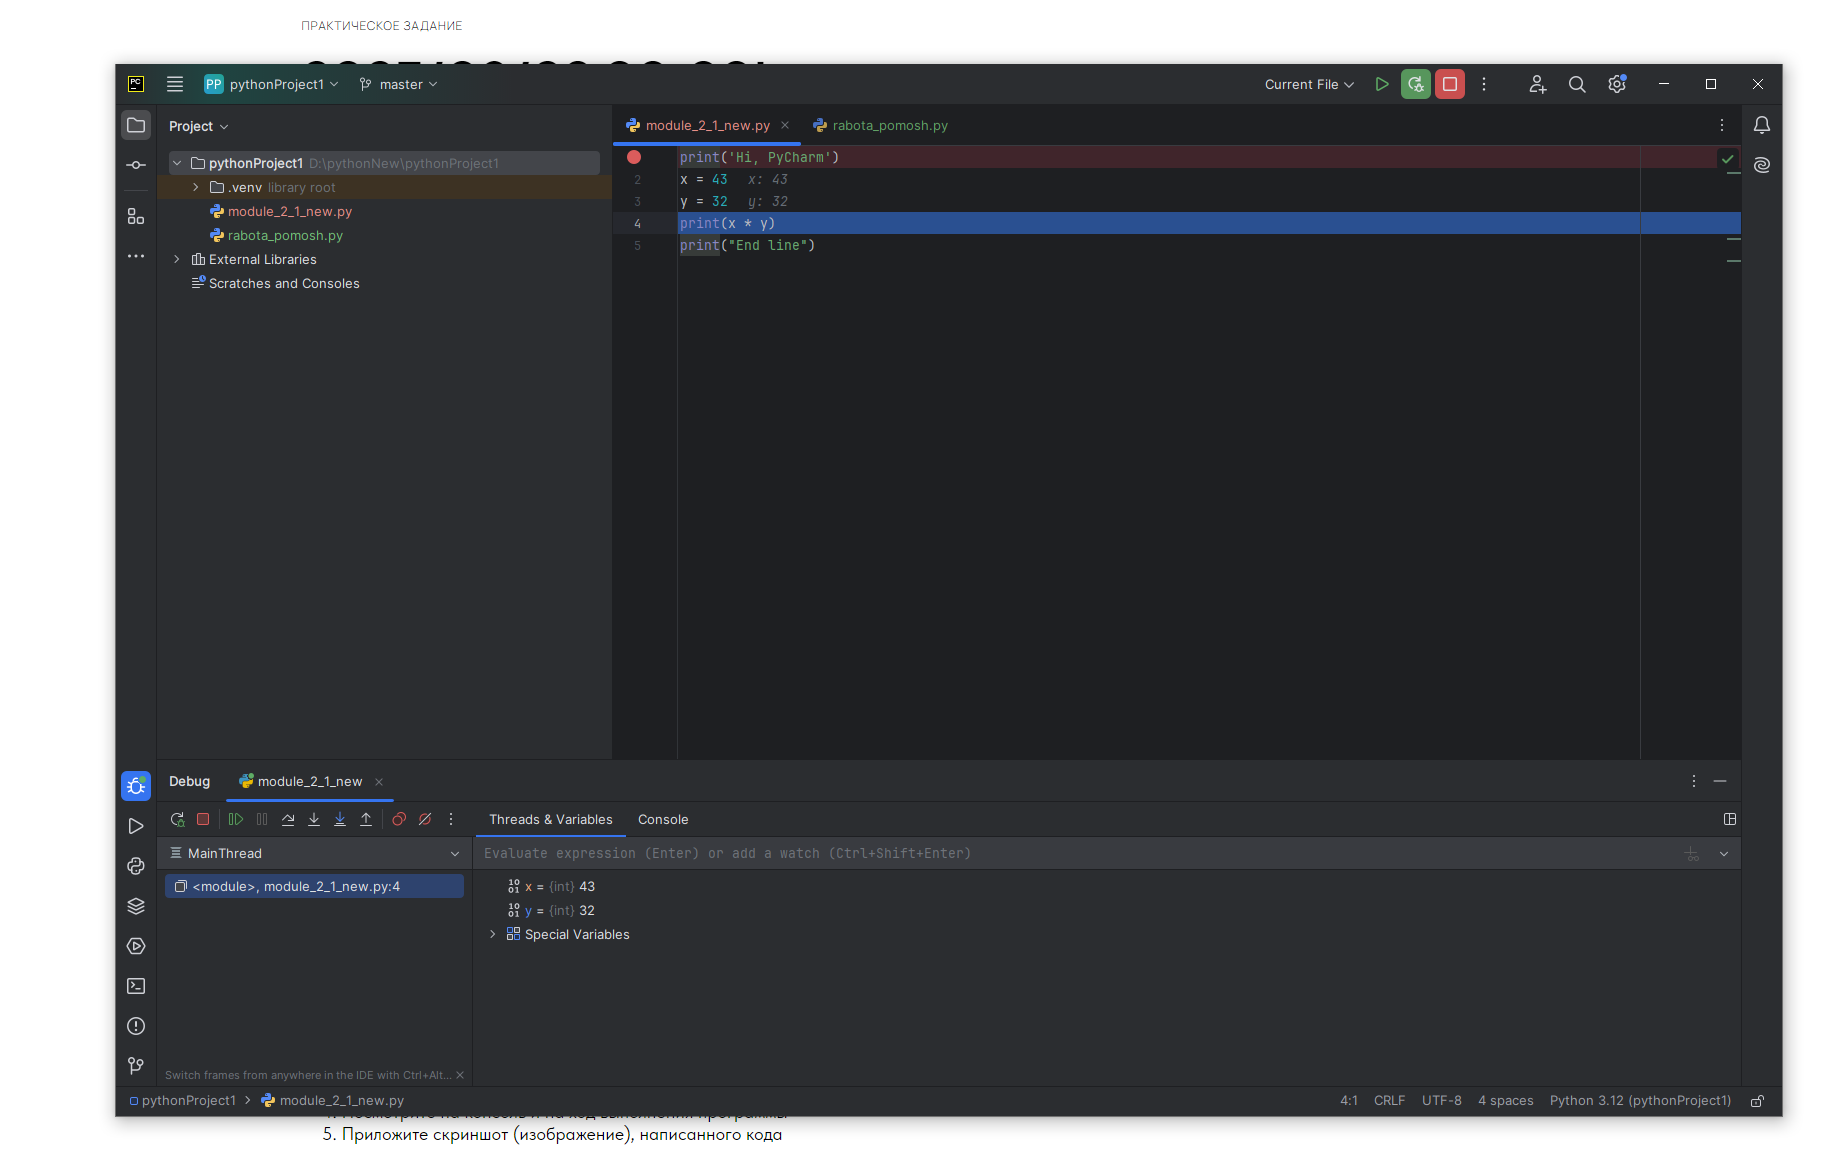 ПРАКТИЧЕСКОЕ ЗАДАНИЕ
PC
PP pythonProject1 master Current File
Project
module_2_1_new.py rabota_pomosh.py
pythonProject1 D:\pythonNew\pythonProject1
.venv library root
module_2_1_new.py
rabota_pomosh.py
External Libraries
Scratches and Consoles
print('Hi, PyCharm')
2 x = 43 x: 43
3 y = 32 y: 32
4 print(x * y)
5 print("End line")
Debug module_2_1_new
Threads & Variables Console
MainThread
Evaluate expression (Enter) or add a watch (Ctrl+Shift+Enter)
<module>, module_2_1_new.py:4
x = {int} 43
y = {int} 32
Special Variables
Switch frames from anywhere in the IDE with Ctrl+Alt...
pythonProject1 module_2_1_new.py
4:1 CRLF UTF-8 4 spaces Python 3.12 (pythonProject1)
5. Приложите скриншот (изображение), написанного кода